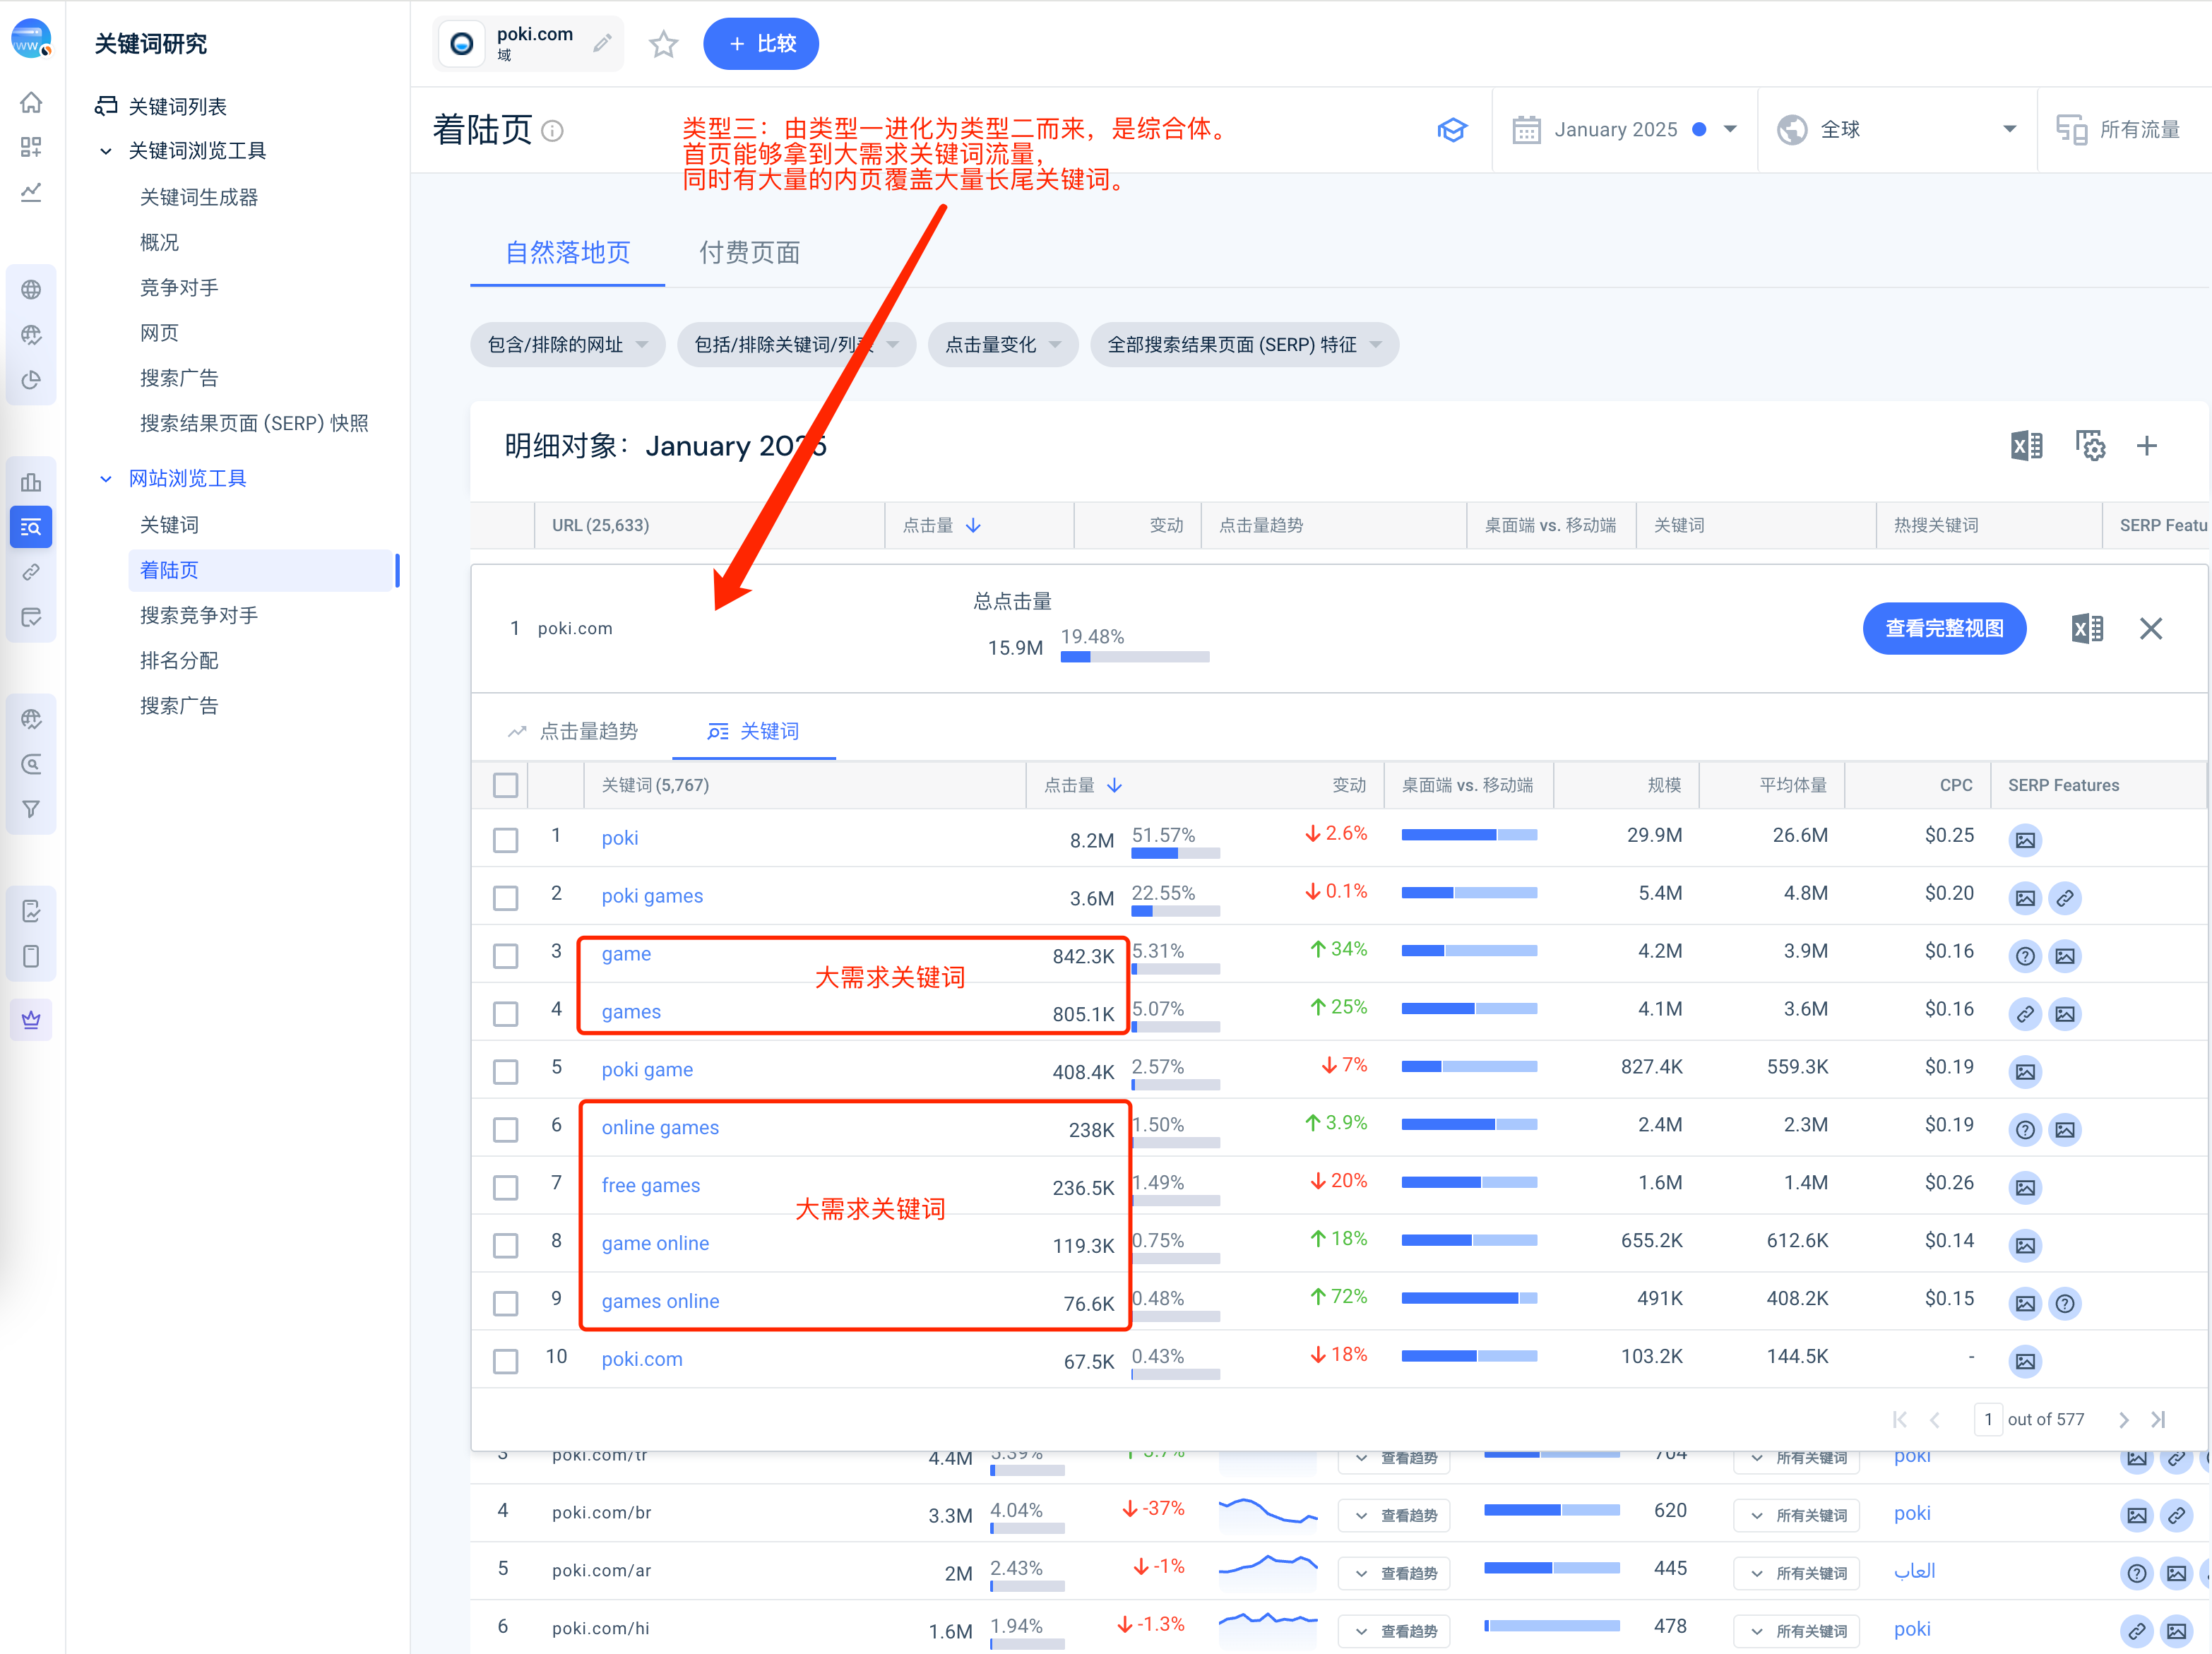 关键词研究
关键词列表
关键词浏览工具
关键词生成器
概况
竞争对手
网页
搜索广告
搜索结果页面 (SERP) 快照
网站浏览工具
关键词
着陆页
搜索竞争对手
排名分配
搜索广告
poki.com
域
+ 比较
着陆页
类型三：由类型一进化为类型二而来，是综合体。
首页能够拿到大需求关键词流量，
同时有大量的内页覆盖大量长尾关键词。
January 2025
全球
所有流量
自然落地页
付费页面
包含/排除的网址
包括/排除关键词/列表
点击量变化
全部搜索结果页面 (SERP) 特征
明细对象： January 2025
URL (25,633) 点击量 变动 点击量趋势 桌面端 vs. 移动端 关键词 热搜关键词 SERP Featu
1 poki.com
总点击量
15.9M 19.48%
查看完整视图
点击量趋势
关键词
关键词 (5,767) 点击量 变动 桌面端 vs. 移动端 规模 平均体量 CPC SERP Features
1 poki 8.2M 51.57% 2.6% 29.9M 26.6M $0.25
2 poki games 3.6M 22.55% 0.1% 5.4M 4.8M $0.20
3 game 842.3K 5.31% 34% 4.2M 3.9M $0.16
大需求关键词
4 games 805.1K 5.07% 25% 4.1M 3.6M $0.16
5 poki game 408.4K 2.57% 7% 827.4K 559.3K $0.19
6 online games 238K 1.50% 3.9% 2.4M 2.3M $0.19
7 free games 236.5K 1.49% 20% 1.6M 1.4M $0.26
大需求关键词
8 game online 119.3K 0.75% 18% 655.2K 612.6K $0.14
9 games online 76.6K 0.48% 72% 491K 408.2K $0.15
10 poki.com 67.5K 0.43% 18% 103.2K 144.5K -
1 out of 577
3 poki.com/tr 4.4M 5.39% 查看趋势 704 所有关键词 poki
4 poki.com/br 3.3M 4.04% -37% 查看趋势 620 所有关键词 poki
5 poki.com/ar 2M 2.43% -1% 查看趋势 445 所有关键词 العاب
6 poki.com/hi 1.6M 1.94% -1.3% 查看趋势 478 所有关键词 poki